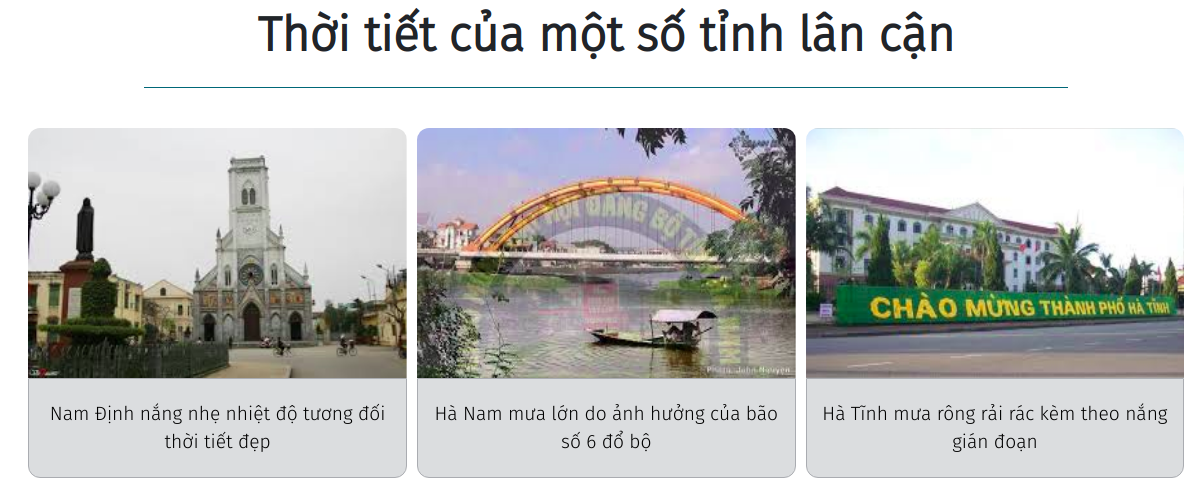 Thời tiết của một số tỉnh lân cận
CHÀO MỪNG THÀNH PHỐ HÀ TĨNH
Photo: John Nguyen
Nam Định nắng nhẹ nhiệt độ tương đối
thời tiết đẹp
Hà Nam mưa lớn do ảnh hưởng của bão
số 6 đổ bộ
Hà Tĩnh mưa rông rải rác kèm theo nắng
gián đoạn